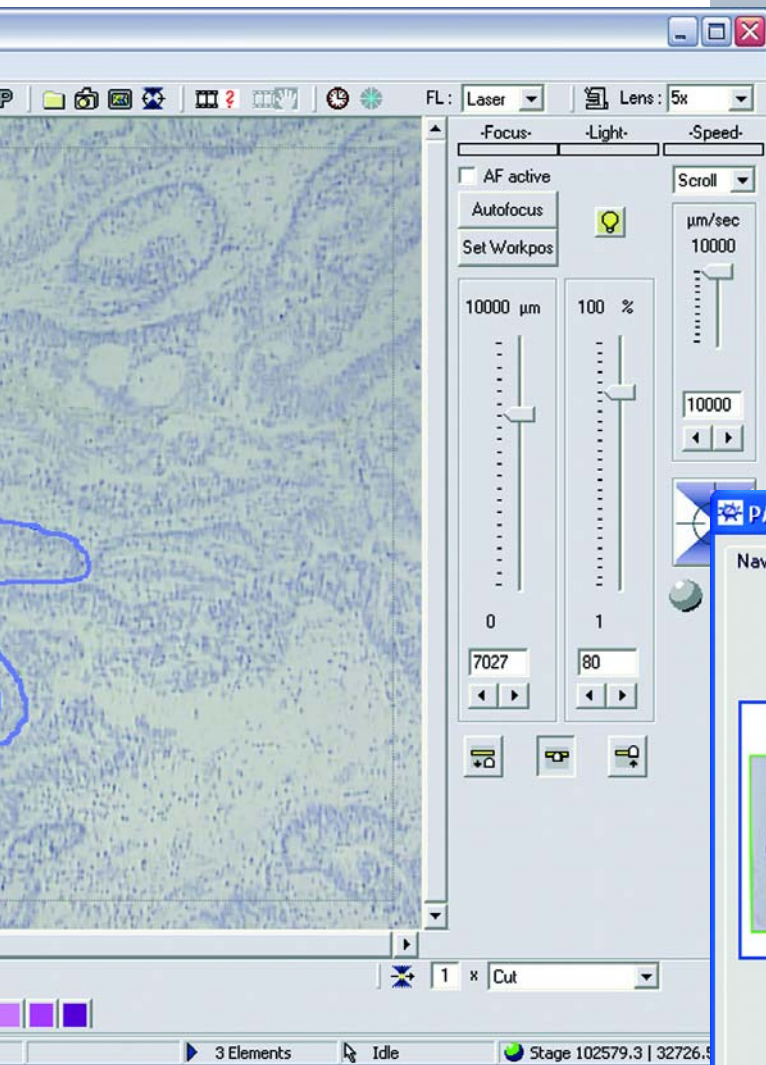 P
?
FL: Laser Lens: 5x
-Focus- -Light- -Speed-
AF active
Scroll
Autofocus
µm/sec
Set Workpos
10000
10000 µm 100 %
10000
0 1
7027 80
PA
Nav
1 x Cut
3 Elements Idle Stage 102579.3 | 32726.